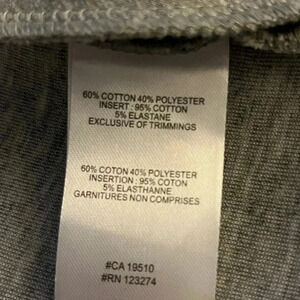 60% COTTON 40% POLYESTER
INSERT : 95% COTTON
5% ELASTANE
EXCLUSIVE OF TRIMMINGS
60% COTON 40% POLYESTER
INSERTION : 95% COTON
5% ELASTHANNE
GARNITURES NON COMPRISES
#CA 19510
#RN 123274